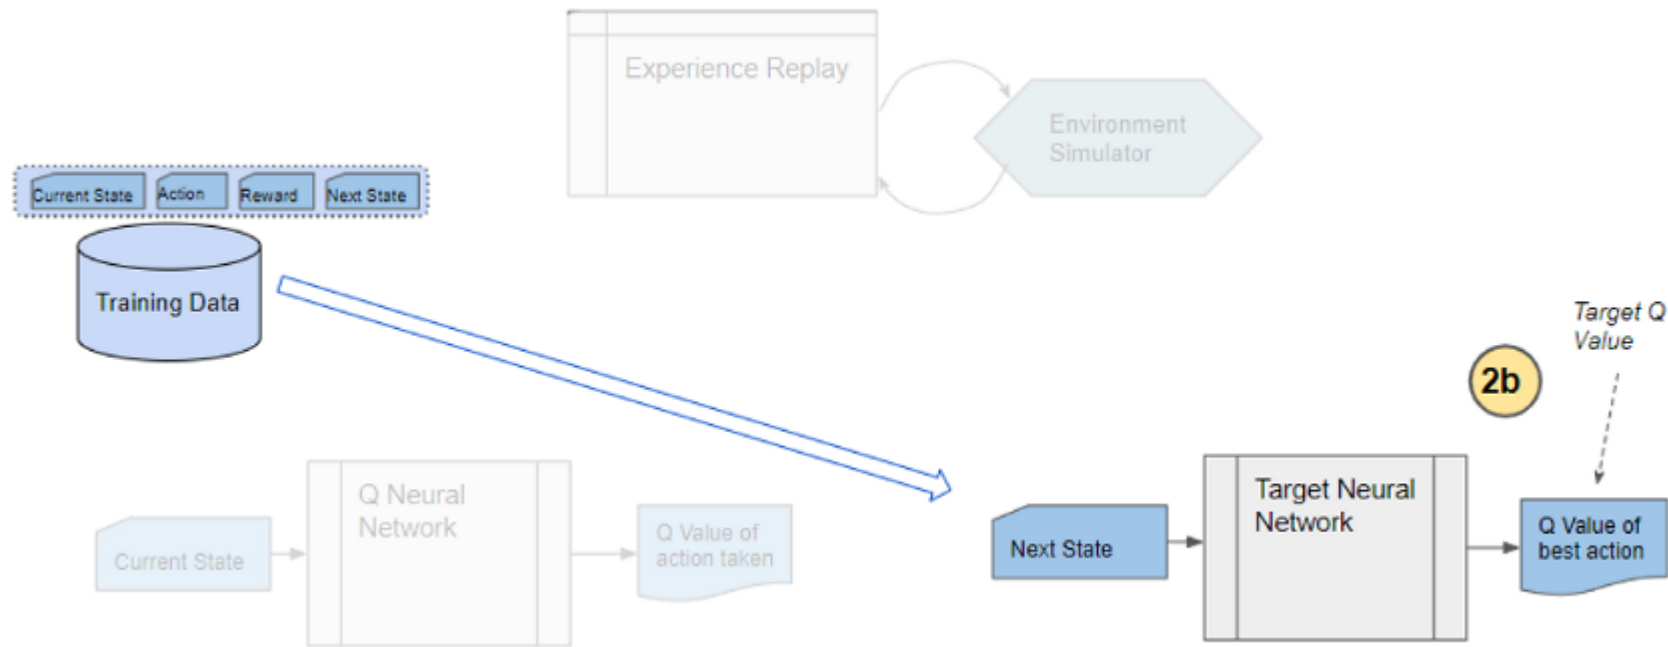 Experience Replay
Environment
Simulator
Current State
Action
Reward
Next State
Training Data
Target Q
Value
2b
Q Neural
Network
Current State
Q Value of
action taken
Target Neural
Network
Next State
Q Value of
best action